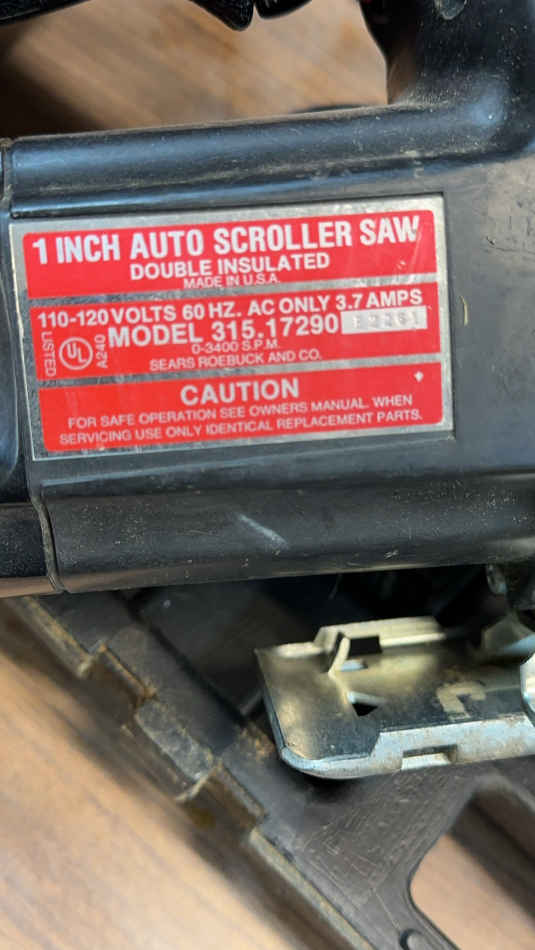 1 INCH AUTO SCROLLER SAW
DOUBLE INSULATED
MADE IN U.S.A.
110-120 VOLTS 60 HZ. AC ONLY 3.7 AMPS
LISTED UL A240 MODEL 315.17290
0-3400 S.P.M.
SEARS ROEBUCK AND CO.
CAUTION
FOR SAFE OPERATION SEE OWNERS MANUAL. WHEN
SERVICING USE ONLY IDENTICAL REPLACEMENT PARTS.